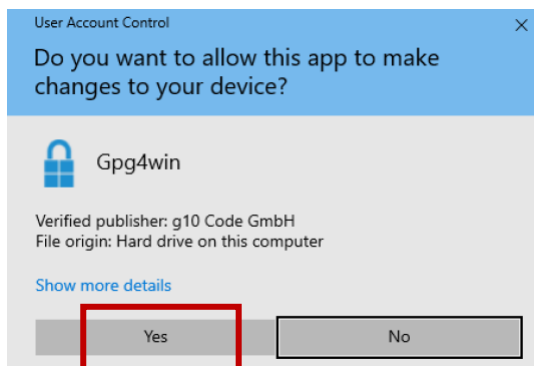 User Account Control
Do you want to allow this app to make
changes to your device?
Gpg4win
Verified publisher: g10 Code GmbH
File origin: Hard drive on this computer
Show more details
Yes
No